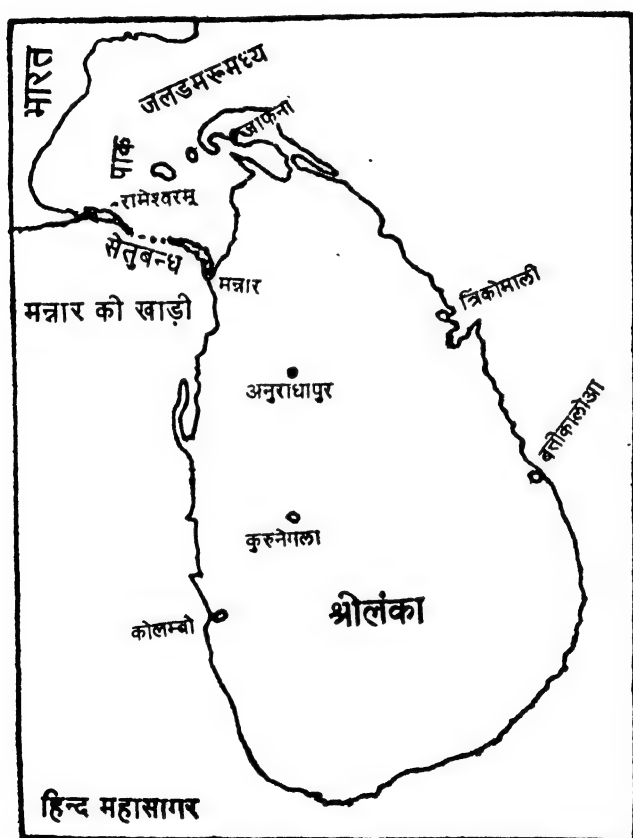 भारत
पाक
जलडमरूमध्य
जाफना
रामेश्वरम्
सेतुबन्ध
मन्नार
मन्नार की खाड़ी
त्रिंकोमाली
अनुराधापुर
बत्तीकालोआ
कुरुनेगला
श्रीलंका
कोलम्बो
हिन्द महासागर